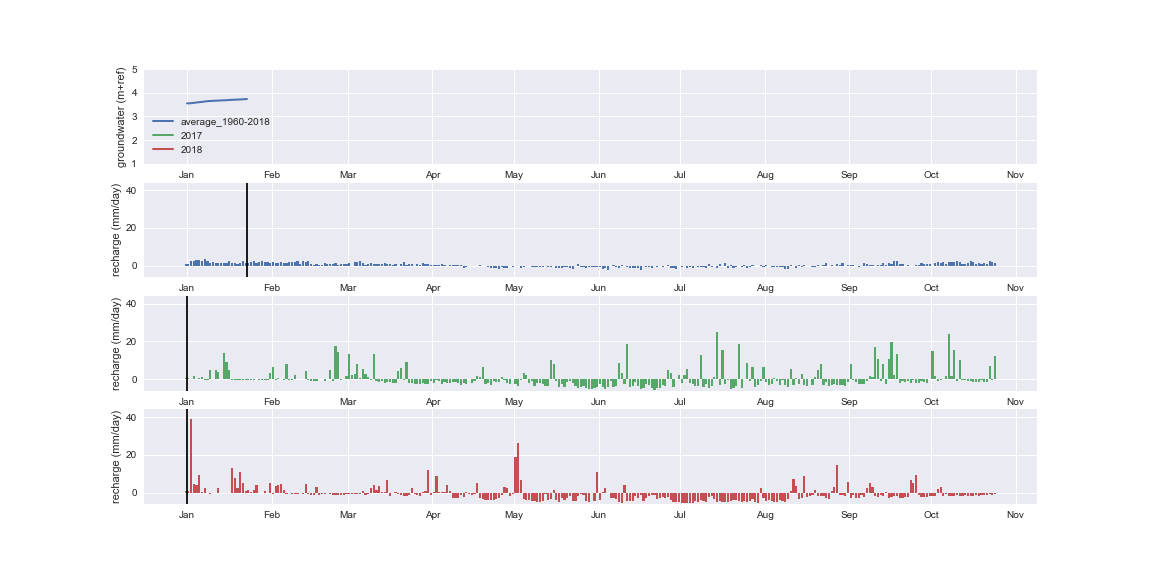 groundwater (m+ref)
5
4
3
2
1
average_1960-2018
2017
2018
Jan Feb Mar Apr May Jun Jul Aug Sep Oct Nov
recharge (mm/day)
40
20
0
Jan Feb Mar Apr May Jun Jul Aug Sep Oct Nov
recharge (mm/day)
40
20
0
Jan Feb Mar Apr May Jun Jul Aug Sep Oct Nov
recharge (mm/day)
40
20
0
Jan Feb Mar Apr May Jun Jul Aug Sep Oct Nov